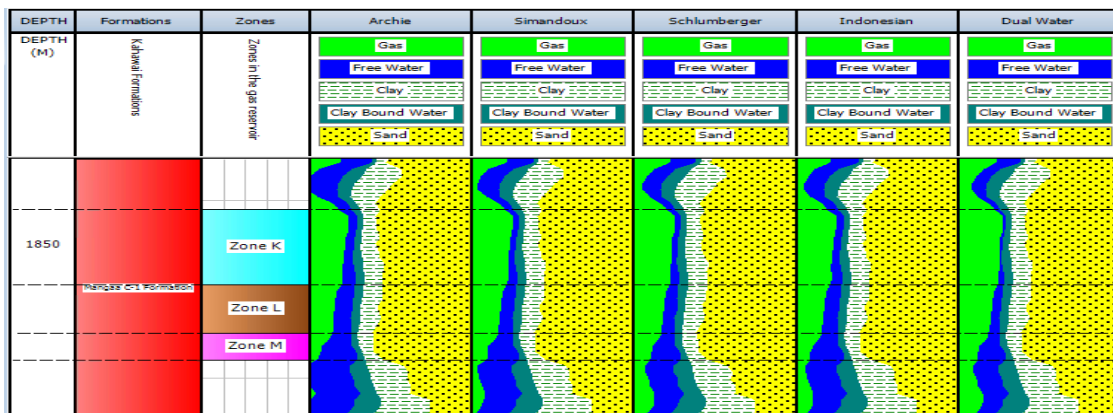 DEPTH Formations Zones Archie Simandoux Schlumberger Indonesian Dual Water
DEPTH
(M)
Kahawai Formations
Zones in the gas reservoir
Gas Gas Gas Gas Gas
Free Water Free Water Free Water Free Water Free Water
Clay Clay Clay Clay Clay
Clay Bound Water Clay Bound Water Clay Bound Water Clay Bound Water Clay Bound Water
Sand Sand Sand Sand Sand
1850
Zone K
Mangaa C-1 Formation
Zone L
Zone M